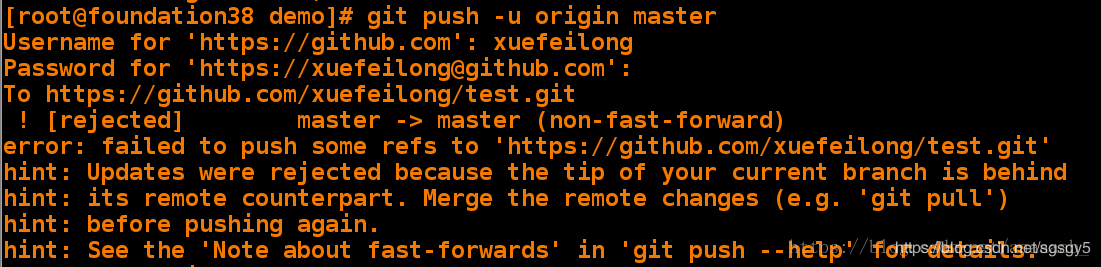 [root@foundation38 demo]# git push -u origin master
Username for 'https://github.com': xuefeilong
Password for 'https://xuefeilong@github.com':
To https://github.com/xuefeilong/test.git
 ! [rejected]        master -> master (non-fast-forward)
error: failed to push some refs to 'https://github.com/xuefeilong/test.git'
hint: Updates were rejected because the tip of your current branch is behind
hint: its remote counterpart. Merge the remote changes (e.g. 'git pull')
hint: before pushing again.
hint: See the 'Note about fast-forwards' in 'git push --help' for details.
https://blog.csdn.net/sgsgy5